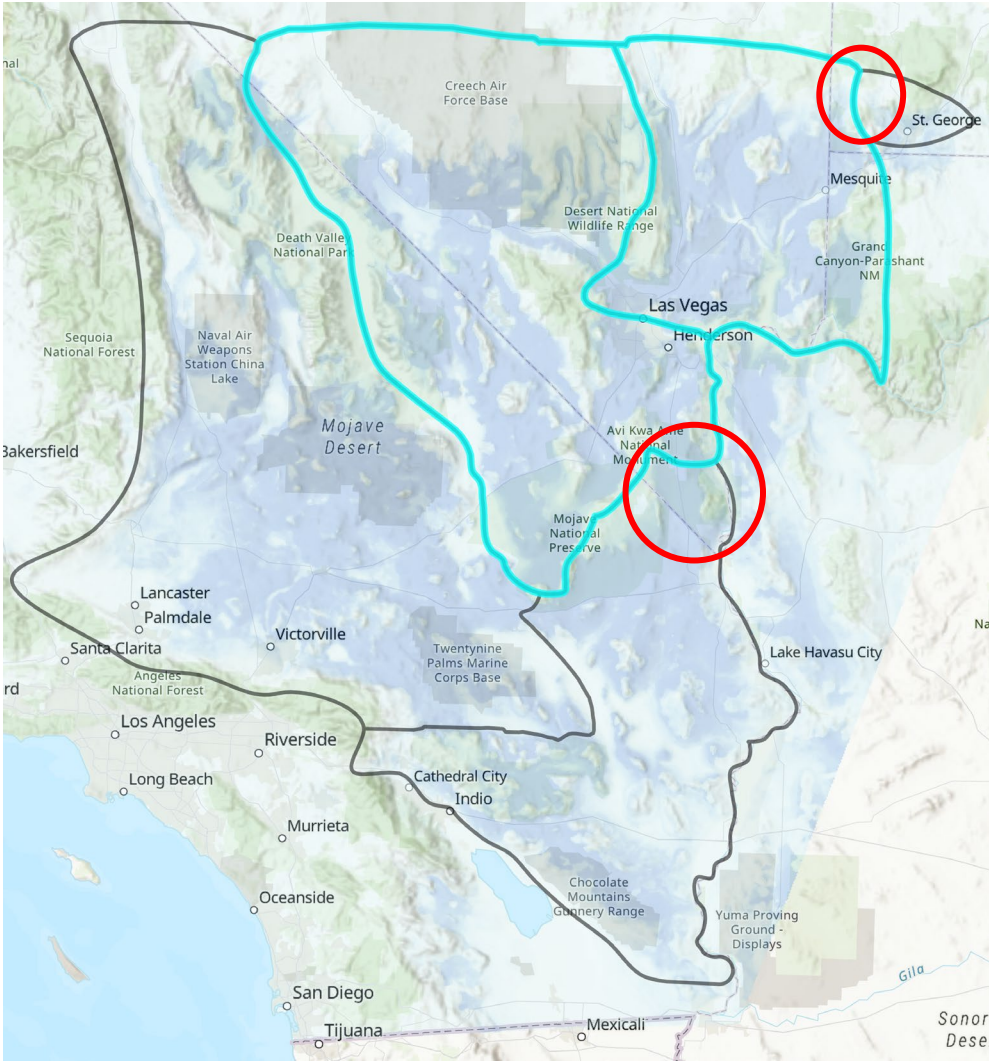 nal
Creech Air
Force Base
St. George
Mesquite
Desert National
Wildlife Range
Death Valley
National Park
Grand
Canyon-Parashant
NM
Las Vegas
Henderson
Sequoia
National Forest
Naval Air
Weapons
Station China
Lake
Mojave
Desert
Avi Kwa Ame
National
Monument
Bakersfield
Mojave
National
Preserve
Lancaster
Palmdale
Victorville
Santa Clarita
Twentynine
Palms Marine
Corps Base
Lake Havasu City
Na
rd
Angeles
National Forest
Los Angeles
Riverside
Long Beach
Cathedral City
Indio
Murrieta
Chocolate
Mountains
Gunnery Range
Oceanside
Yuma Proving
Ground -
Displays
Gila
San Diego
Tijuana
Mexicali
Sonor
Dese